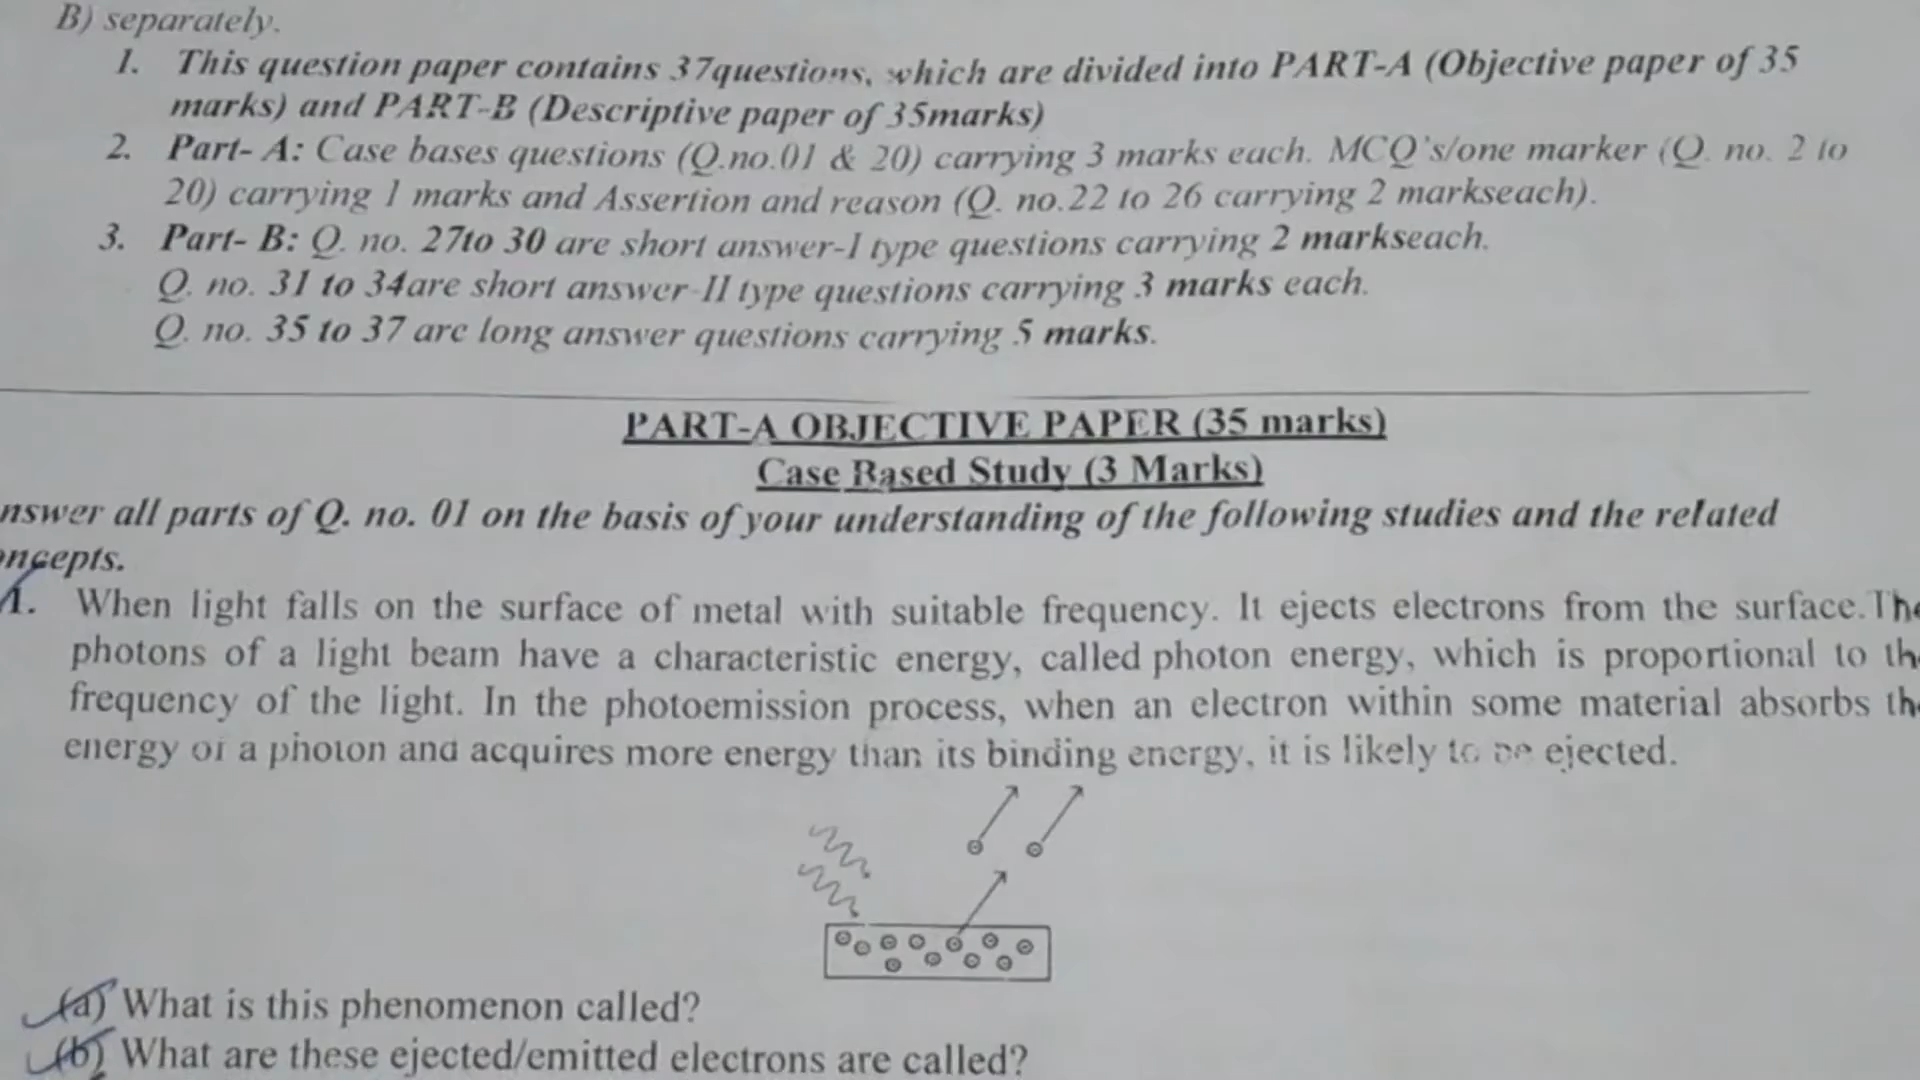 B) separately.
1. This question paper contains 37questions, which are divided into PART-A (Objective paper of 35
marks) and PART-B (Descriptive paper of 35marks)
2. Part- A: Case bases questions (Q.no.01 & 20) carrying 3 marks each. MCQ's/one marker (Q. no. 2 to
20) carrying 1 marks and Assertion and reason (Q. no.22 to 26 carrying 2 markseach).
3. Part- B: Q. no. 27to 30 are short answer-I type questions carrying 2 markseach.
Q. no. 31 to 34are short answer-II type questions carrying 3 marks each.
Q. no. 35 to 37 are long answer questions carrying 5 marks.
PART-A OBJECTIVE PAPER (35 marks)
Case Based Study (3 Marks)
nswer all parts of Q. no. 01 on the basis of your understanding of the following studies and the related
oncepts.
1. When light falls on the surface of metal with suitable frequency. It ejects electrons from the surface.The
photons of a light beam have a characteristic energy, called photon energy, which is proportional to th
frequency of the light. In the photoemission process, when an electron within some material absorbs th
energy of a photon and acquires more energy than its binding energy, it is likely to be ejected.
(a) What is this phenomenon called?
(b) What are these ejected/emitted electrons are called?